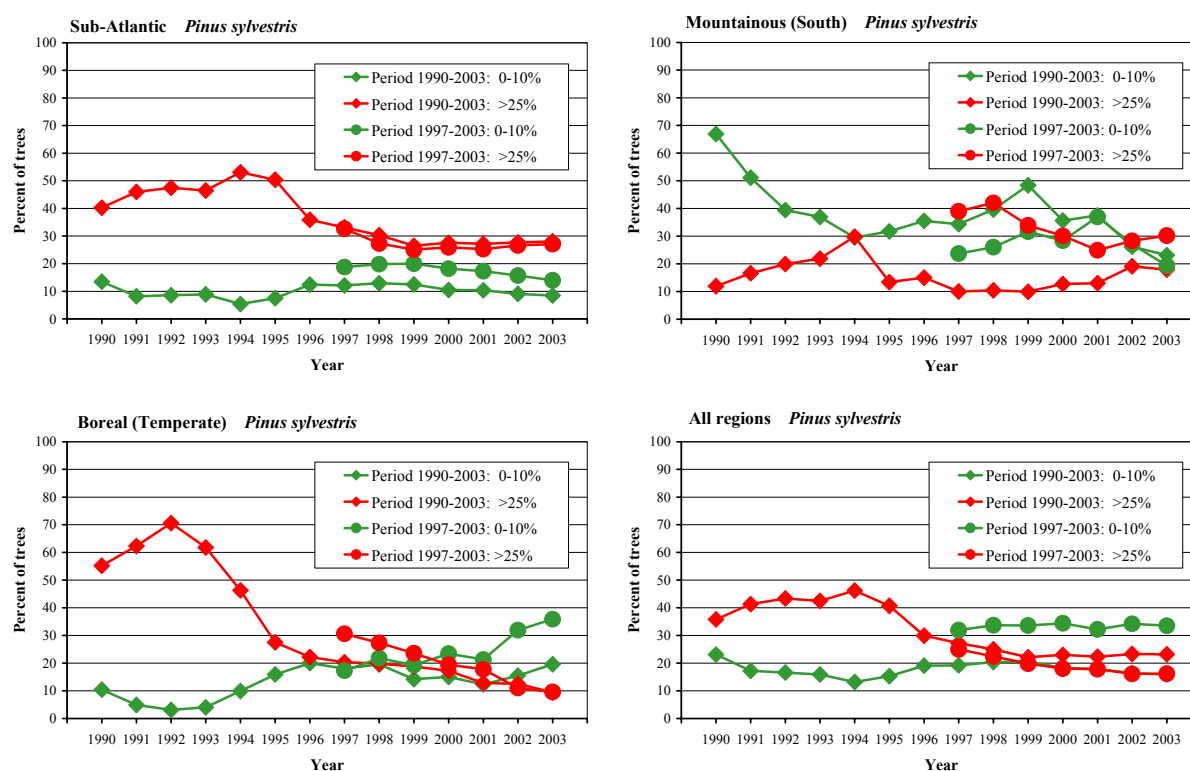 Sub-Atlantic Pinus sylvestris
Percent of trees
100
90
80
70
60
50
40
30
20
10
0
Period 1990-2003: 0-10%
Period 1990-2003: >25%
Period 1997-2003: 0-10%
Period 1997-2003: >25%
1990 1991 1992 1993 1994 1995 1996 1997 1998 1999 2000 2001 2002 2003
Year
Mountainous (South) Pinus sylvestris
Percent of trees
100
90
80
70
60
50
40
30
20
10
0
Period 1990-2003: 0-10%
Period 1990-2003: >25%
Period 1997-2003: 0-10%
Period 1997-2003: >25%
1990 1991 1992 1993 1994 1995 1996 1997 1998 1999 2000 2001 2002 2003
Year
Boreal (Temperate) Pinus sylvestris
Percent of trees
100
90
80
70
60
50
40
30
20
10
0
Period 1990-2003: 0-10%
Period 1990-2003: >25%
Period 1997-2003: 0-10%
Period 1997-2003: >25%
1990 1991 1992 1993 1994 1995 1996 1997 1998 1999 2000 2001 2002 2003
Year
All regions Pinus sylvestris
Percent of trees
100
90
80
70
60
50
40
30
20
10
0
Period 1990-2003: 0-10%
Period 1990-2003: >25%
Period 1997-2003: 0-10%
Period 1997-2003: >25%
1990 1991 1992 1993 1994 1995 1996 1997 1998 1999 2000 2001 2002 2003
Year